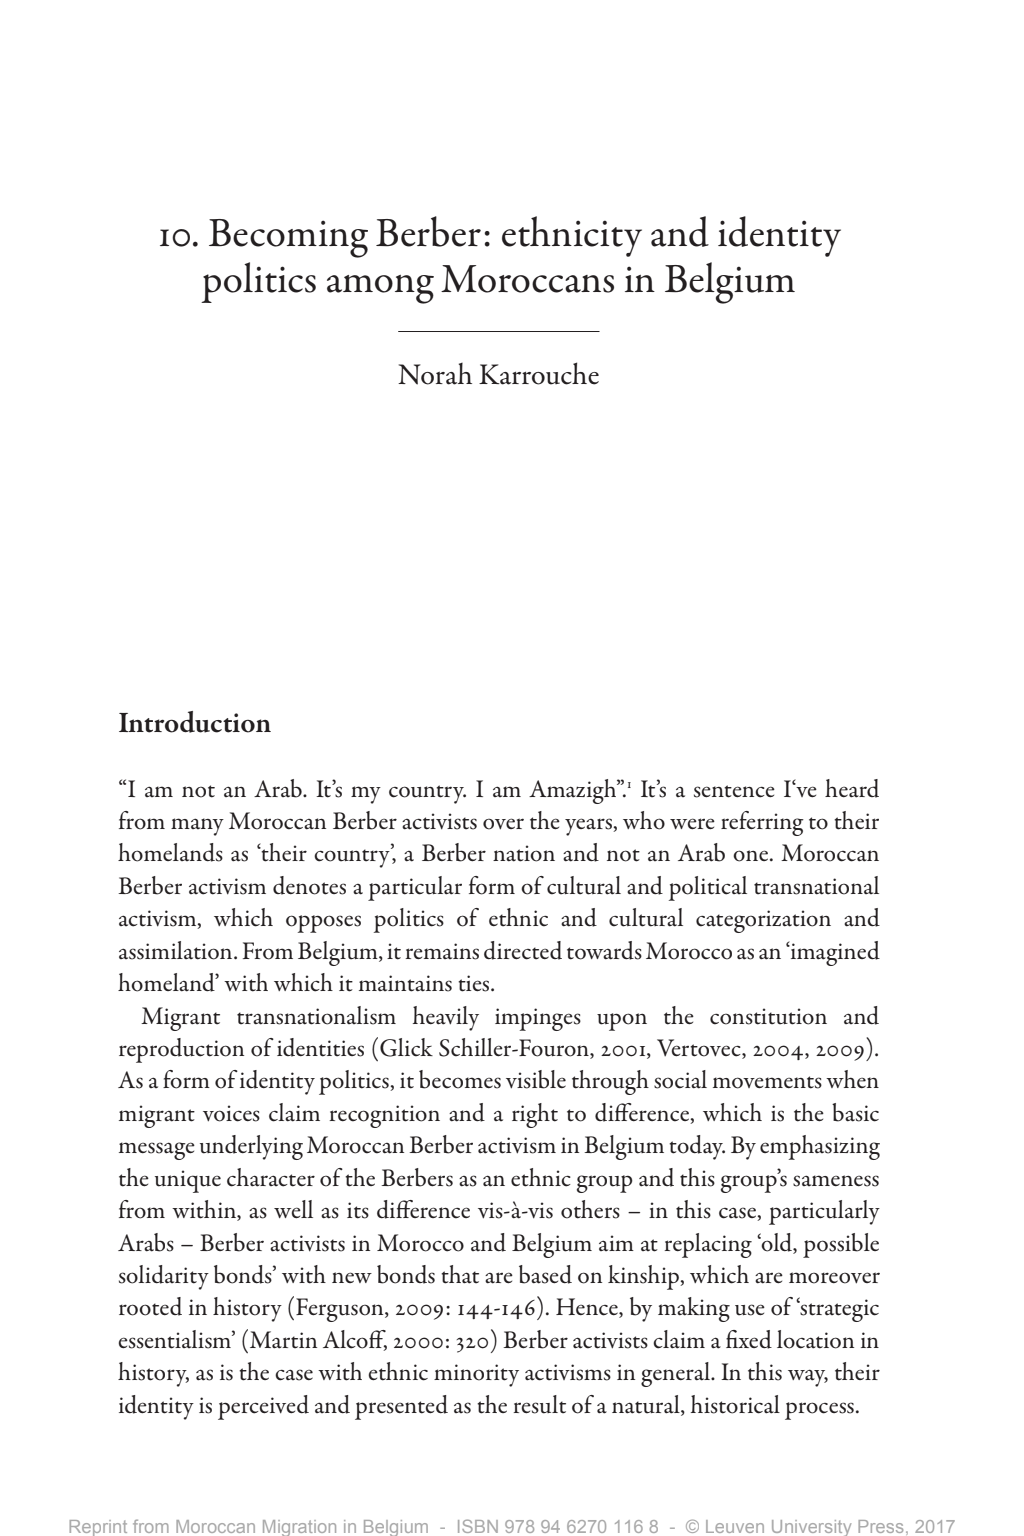 10. Becoming Berber: ethnicity and identity
politics among Moroccans in Belgium
Norah Karrouche
Introduction
“I am not an Arab. It’s my country. I am Amazigh”.¹ It’s a sentence I‘ve heard
from many Moroccan Berber activists over the years, who were referring to their
homelands as ‘their country’, a Berber nation and not an Arab one. Moroccan
Berber activism denotes a particular form of cultural and political transnational
activism, which opposes politics of ethnic and cultural categorization and
assimilation. From Belgium, it remains directed towards Morocco as an ‘imagined
homeland’ with which it maintains ties.
Migrant transnationalism heavily impinges upon the constitution and
reproduction of identities (Glick Schiller-Fouron, 2001, Vertovec, 2004, 2009).
As a form of identity politics, it becomes visible through social movements when
migrant voices claim recognition and a right to difference, which is the basic
message underlying Moroccan Berber activism in Belgium today. By emphasizing
the unique character of the Berbers as an ethnic group and this group’s sameness
from within, as well as its difference vis-à-vis others – in this case, particularly
Arabs – Berber activists in Morocco and Belgium aim at replacing ‘old, possible
solidarity bonds’ with new bonds that are based on kinship, which are moreover
rooted in history (Ferguson, 2009: 144-146). Hence, by making use of ‘strategic
essentialism’ (Martin Alcoff, 2000: 320) Berber activists claim a fixed location in
history, as is the case with ethnic minority activisms in general. In this way, their
identity is perceived and presented as the result of a natural, historical process.
Reprint from Moroccan Migration in Belgium - ISBN 978 94 6270 116 8 - © Leuven University Press, 2017